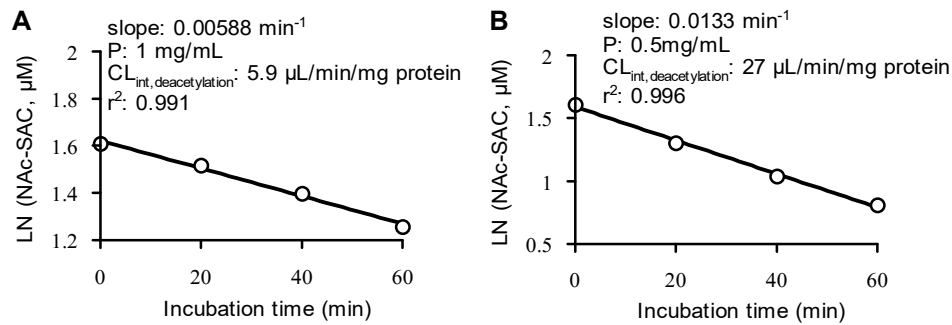 A
slope: 0.00588 min⁻¹
P: 1 mg/mL
CLint,deacetylation: 5.9 µL/min/mg protein
r²: 0.991
LN (NAc-SAC, µM)
2
1.8
1.6
1.4
1.2
0 20 40 60
Incubation time (min)
B
slope: 0.0133 min⁻¹
P: 0.5mg/mL
CLint,deacetylation: 27 µL/min/mg protein
r²: 0.996
LN (NAc-SAC, µM)
2
1.5
1
0.5
0 20 40 60
Incubation time (min)